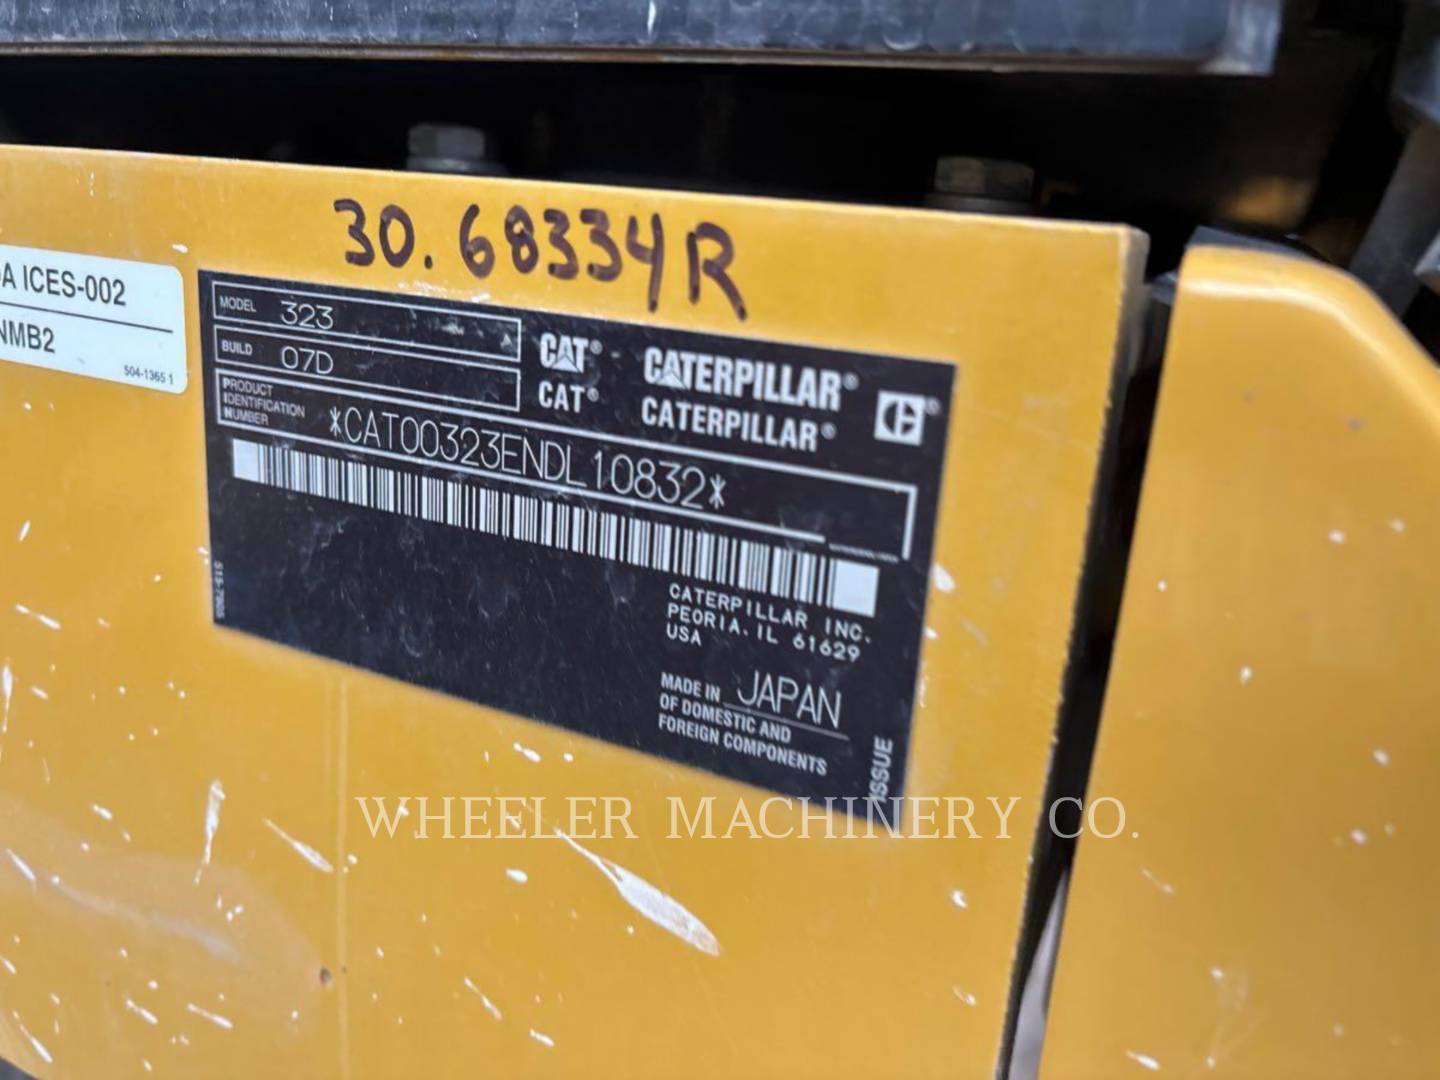 30.68334R
A ICES-002
NMB2
504-1365 1
MODEL 323
BUILD 07D
PRODUCT
IDENTIFICATION
NUMBER
*CAT00323ENDL10832*
CAT® CATERPILLAR®
CAT® CATERPILLAR®
CATERPILLAR INC.
PEORIA, IL 61629
USA
MADE IN JAPAN
OF DOMESTIC AND
FOREIGN COMPONENTS
ISSUE
WHEELER MACHINERY CO.